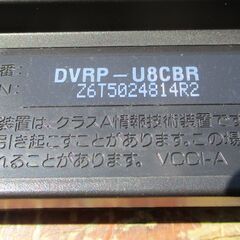 番: DVRP-U8CBR
N: Z6T5024814R2
装置は、クラスA情報技術装置です
引き起こすことがあります。この場
れることがあります。VCCI-A